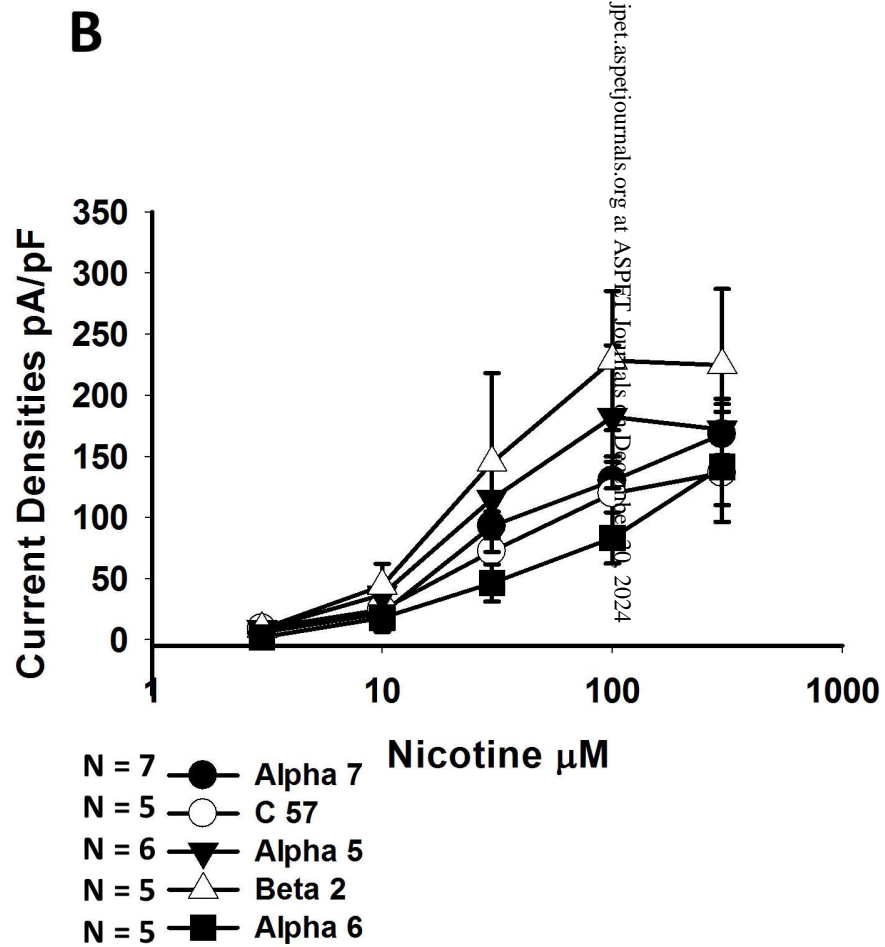 B
jpet.aspetjournals.org at ASPET Journals on December 20, 2024
350
300
250
200
150
100
50
0
Current Densities pA/pF
1 10 100 1000
Nicotine μM
N = 7 Alpha 7
N = 5 C 57
N = 6 Alpha 5
N = 5 Beta 2
N = 5 Alpha 6